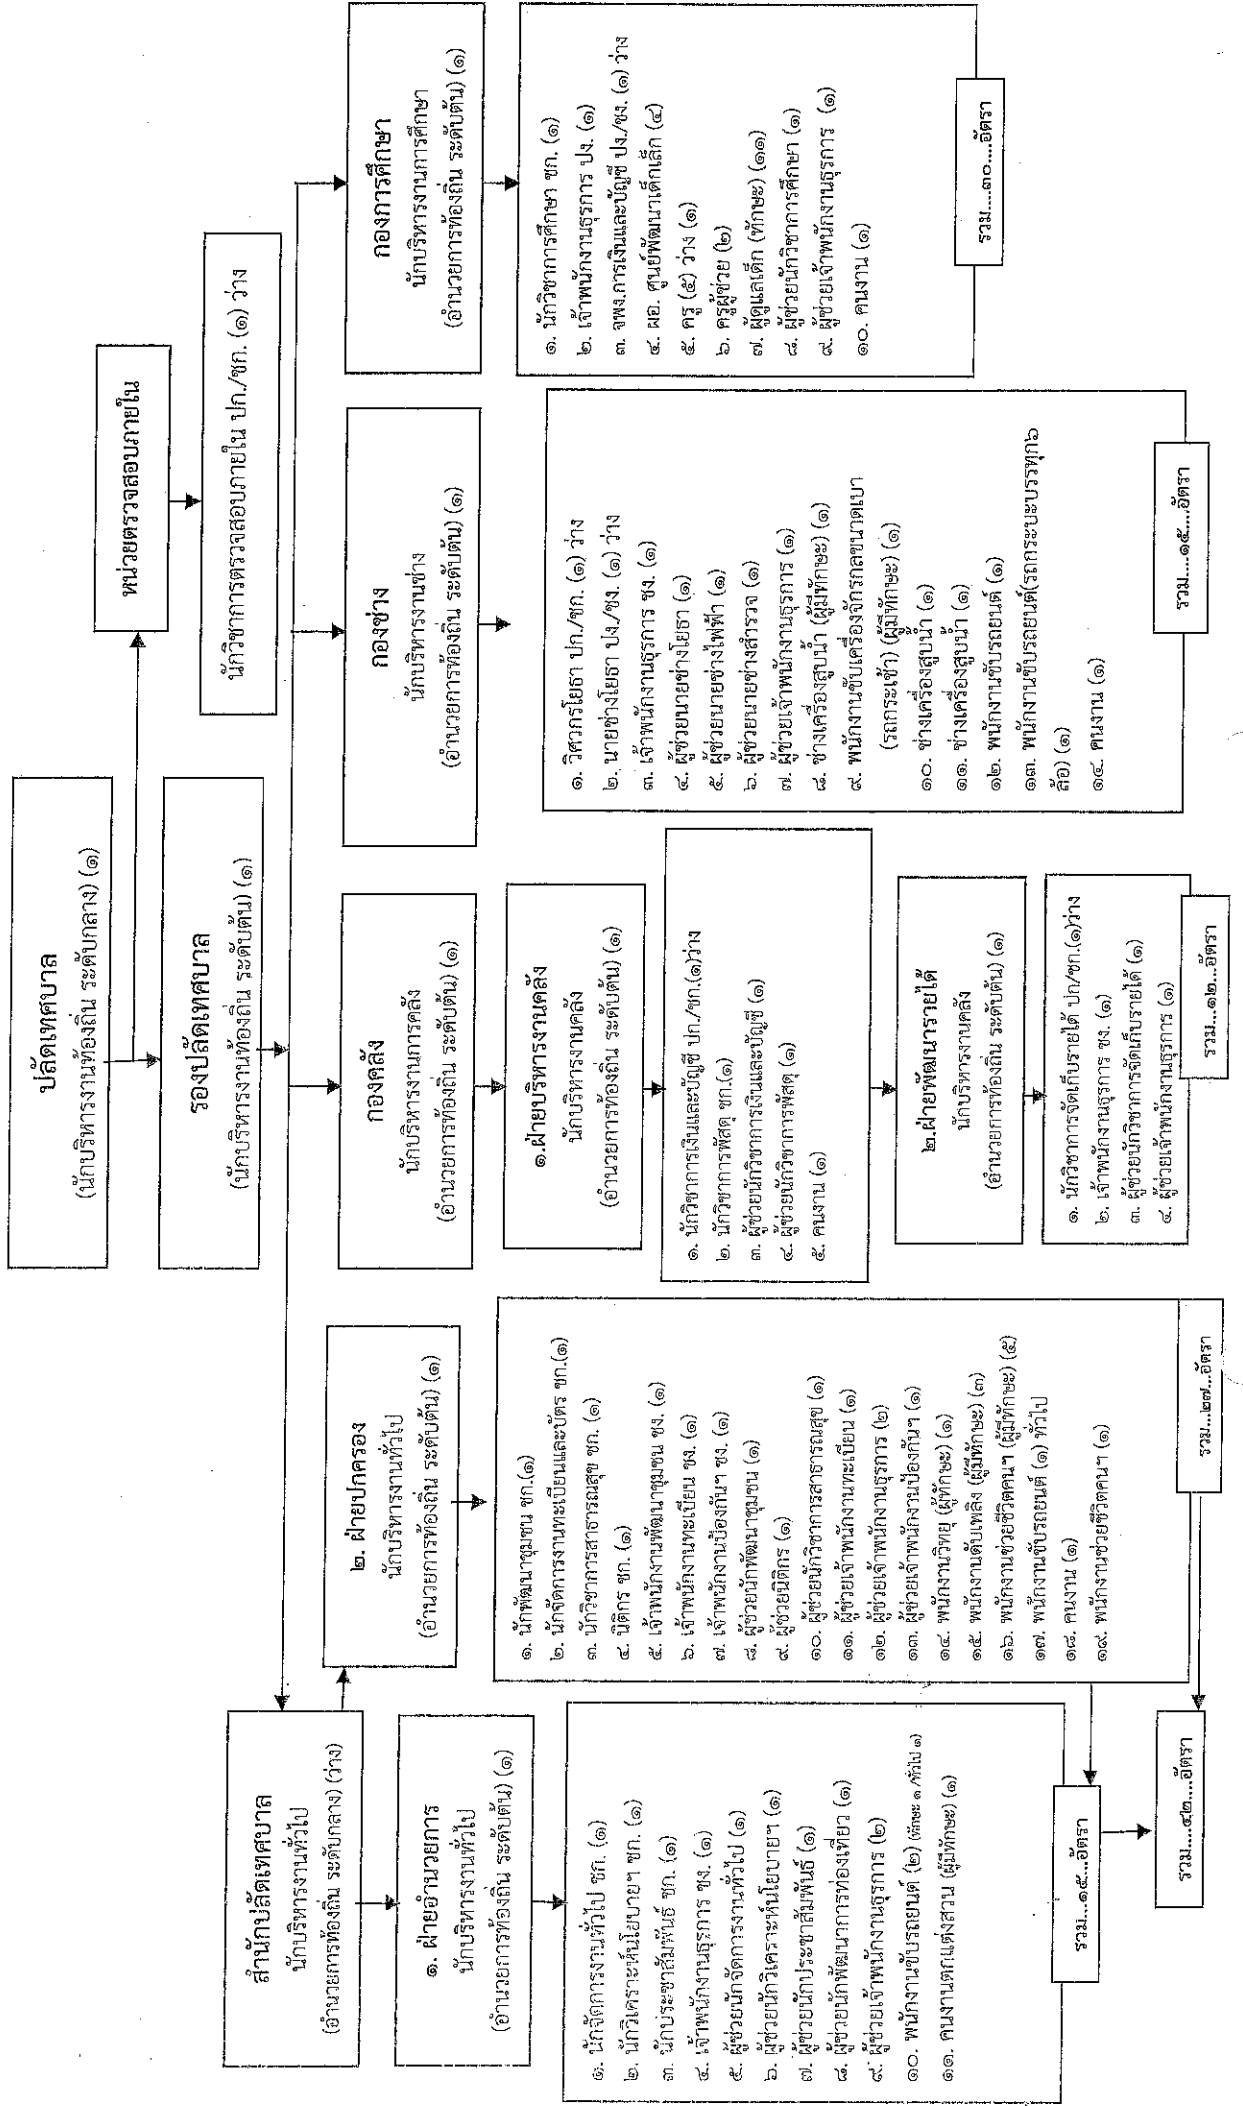 ปลัดเทศบาล
(นักบริหารงานท้องถิ่น ระดับกลาง) (๑)
หน่วยตรวจสอบภายใน
นักวิชาการตรวจสอบภายใน ปก./ชก. (๑) ว่าง
รองปลัดเทศบาล
(นักบริหารงานท้องถิ่น ระดับต้น) (๑)
สำนักปลัดเทศบาล
นักบริหารงานทั่วไป
(อำนวยการท้องถิ่น ระดับกลาง) (ว่าง)
๑. ฝ่ายอำนวยการ
นักบริหารงานทั่วไป
(อำนวยการท้องถิ่น ระดับต้น) (๑)
๑. นักจัดการงานทั่วไป ชก. (๑)
๒. นักวิเคราะห์นโยบายฯ ชก. (๑)
๓. นักประชาสัมพันธ์ ชก. (๑)
๔. เจ้าพนักงานธุรการ ชง. (๑)
๕. ผู้ช่วยนักจัดการงานทั่วไป (๑)
๖. ผู้ช่วยนักวิเคราะห์นโยบายฯ (๑)
๗. ผู้ช่วยนักประชาสัมพันธ์ (๑)
๘. ผู้ช่วยนักพัฒนาการท่องเที่ยว (๑)
๙. ผู้ช่วยเจ้าพนักงานธุรการ (๒)
๑๐. พนักงานขับรถยนต์ (๒) (ทักษะ ๑ /ทั่วไป ๑)
๑๑. คนงานตกแต่งสวน (ผู้มีทักษะ) (๑)
รวม...๑๕...อัตรา
๒. ฝ่ายปกครอง
นักบริหารงานทั่วไป
(อำนวยการท้องถิ่น ระดับต้น) (๑)
๑. นักพัฒนาชุมชน ชก.(๑)
๒. นักจัดการงานทะเบียนและบัตร ชก.(๑)
๓. นักวิชาการสาธารณสุข ชก. (๑)
๔. นิติกร ชก. (๑)
๕. เจ้าพนักงานพัฒนาชุมชน ชง. (๑)
๖. เจ้าพนักงานทะเบียน ชง. (๑)
๗. เจ้าพนักงานป้องกันฯ ชง. (๑)
๘. ผู้ช่วยนักพัฒนาชุมชน (๑)
๙. ผู้ช่วยนิติกร (๑)
๑๐. ผู้ช่วยนักวิชาการสาธารณสุข (๑)
๑๑. ผู้ช่วยเจ้าพนักงานทะเบียน (๑)
๑๒. ผู้ช่วยเจ้าพนักงานธุรการ (๒)
๑๓. ผู้ช่วยเจ้าพนักงานป้องกันฯ (๑)
๑๔. พนักงานวิทยุ (ผู้ทักษะ) (๑)
๑๕. พนักงานดับเพลิง (ผู้มีทักษะ) (๓)
๑๖. พนักงานช่วยชีวิตคนฯ (ผู้มีทักษะ) (๕)
๑๗. พนักงานขับรถยนต์ (๑) ทั่วไป
๑๘. คนงาน (๑)
๑๙. พนักงานช่วยชีวิตคนฯ (๑)
รวม...๒๗...อัตรา
รวม....๔๒...อัตรา
กองคลัง
นักบริหารงานการคลัง
(อำนวยการท้องถิ่น ระดับต้น) (๑)
๑.ฝ่ายบริหารงานคลัง
นักบริหารงานคลัง
(อำนวยการท้องถิ่น ระดับต้น) (๑)
๑. นักวิชาการเงินและบัญชี ปก./ชก.(๑)ว่าง
๒. นักวิชาการพัสดุ ชก.(๑)
๓. ผู้ช่วยนักวิชาการเงินและบัญชี (๑)
๔. ผู้ช่วยนักวิชาการพัสดุ (๑)
๕. คนงาน (๑)
๒.ฝ่ายพัฒนารายได้
นักบริหารงานคลัง
(อำนวยการท้องถิ่น ระดับต้น) (๑)
๑. นักวิชาการจัดเก็บรายได้ ปก/ชก.(๑)ว่าง
๒. เจ้าพนักงานธุรการ ชง. (๑)
๓. ผู้ช่วยนักวิชาการจัดเก็บรายได้ (๑)
๔. ผู้ช่วยเจ้าพนักงานธุรการ (๑)
รวม...๑๒...อัตรา
กองช่าง
นักบริหารงานช่าง
(อำนวยการท้องถิ่น ระดับต้น) (๑)
๑. วิศวกรโยธา ปก./ชก. (๑) ว่าง
๒. นายช่างโยธา ปง./ชง. (๑) ว่าง
๓. เจ้าพนักงานธุรการ ชง. (๑)
๔. ผู้ช่วยนายช่างโยธา (๑)
๕. ผู้ช่วยนายช่างไฟฟ้า (๑)
๖. ผู้ช่วยนายช่างสำรวจ (๑)
๗. ผู้ช่วยเจ้าพนักงานธุรการ (๑)
๘. ช่างเครื่องสูบน้ำ (ผู้มีทักษะ) (๑)
๙. พนักงานขับเครื่องจักรกลขนาดเบา
(รถกระเช้า) (ผู้มีทักษะ) (๑)
๑๐. ช่างเครื่องสูบน้ำ (๑)
๑๑. ช่างเครื่องสูบน้ำ (๑)
๑๒. พนักงานขับรถยนต์ (๑)
๑๓. พนักงานขับรถยนต์(รถกระบะบรรทุก๖
ล้อ) (๑)
๑๔. คนงาน (๑)
รวม....๑๕.....อัตรา
กองการศึกษา
นักบริหารงานการศึกษา
(อำนวยการท้องถิ่น ระดับต้น) (๑)
๑. นักวิชาการศึกษา ชก. (๑)
๒. เจ้าพนักงานธุรการ ปง. (๑)
๓. จพง.การเงินและบัญชี ปง./ชง. (๑) ว่าง
๔. ผอ. ศูนย์พัฒนาเด็กเล็ก (๔)
๕. ครู (๕) ว่าง (๑)
๖. ครูผู้ช่วย (๒)
๗. ผู้ดูแลเด็ก (ทักษะ) (๑๑)
๘. ผู้ช่วยนักวิชาการศึกษา (๑)
๙. ผู้ช่วยเจ้าพนักงานธุรการ (๑)
๑๐. คนงาน (๑)
รวม.....๓๐.....อัตรา